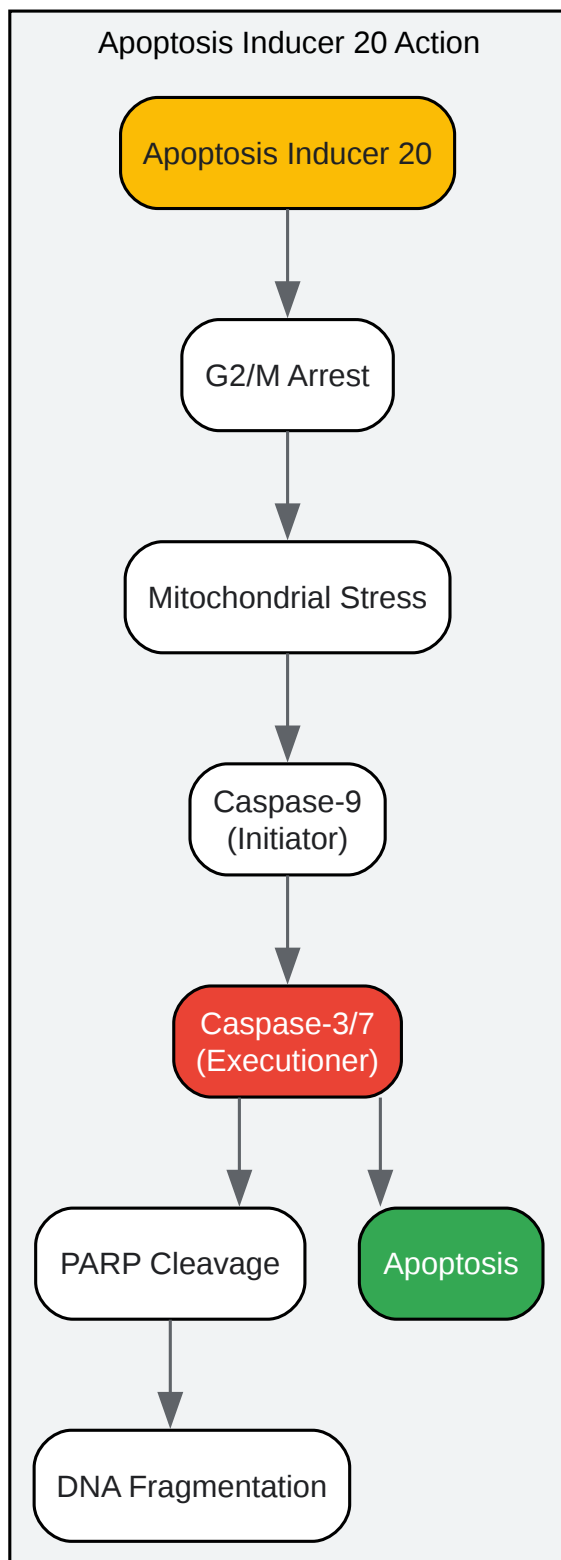 Apoptosis Inducer 20 Action
Apoptosis Inducer 20
G2/M Arrest
Mitochondrial Stress
Caspase-9
(Initiator)
Caspase-3/7
(Executioner)
PARP Cleavage
Apoptosis
DNA Fragmentation